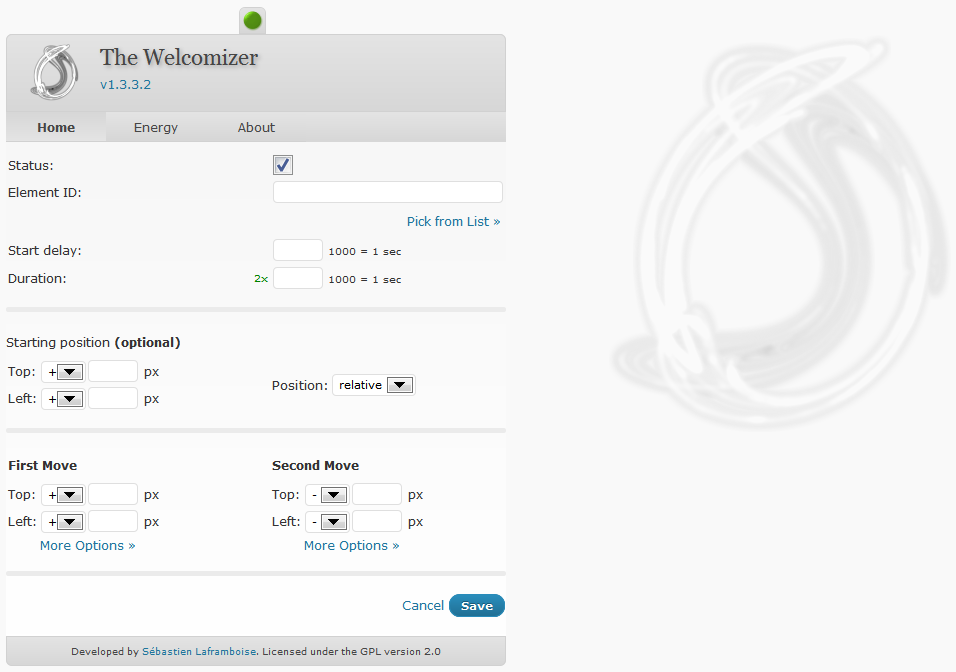 The Welcomizer
v1.3.3.2
Home Energy About
Status:
Element ID:
Pick from List »
Start delay: 1000 = 1 sec
Duration: 2x 1000 = 1 sec
Starting position (optional)
Top: + px
Left: + px
Position: relative
First Move Second Move
Top: + px Top: - px
Left: + px Left: - px
More Options » More Options »
Cancel Save
Developed by Sébastien Laframboise. Licensed under the GPL version 2.0